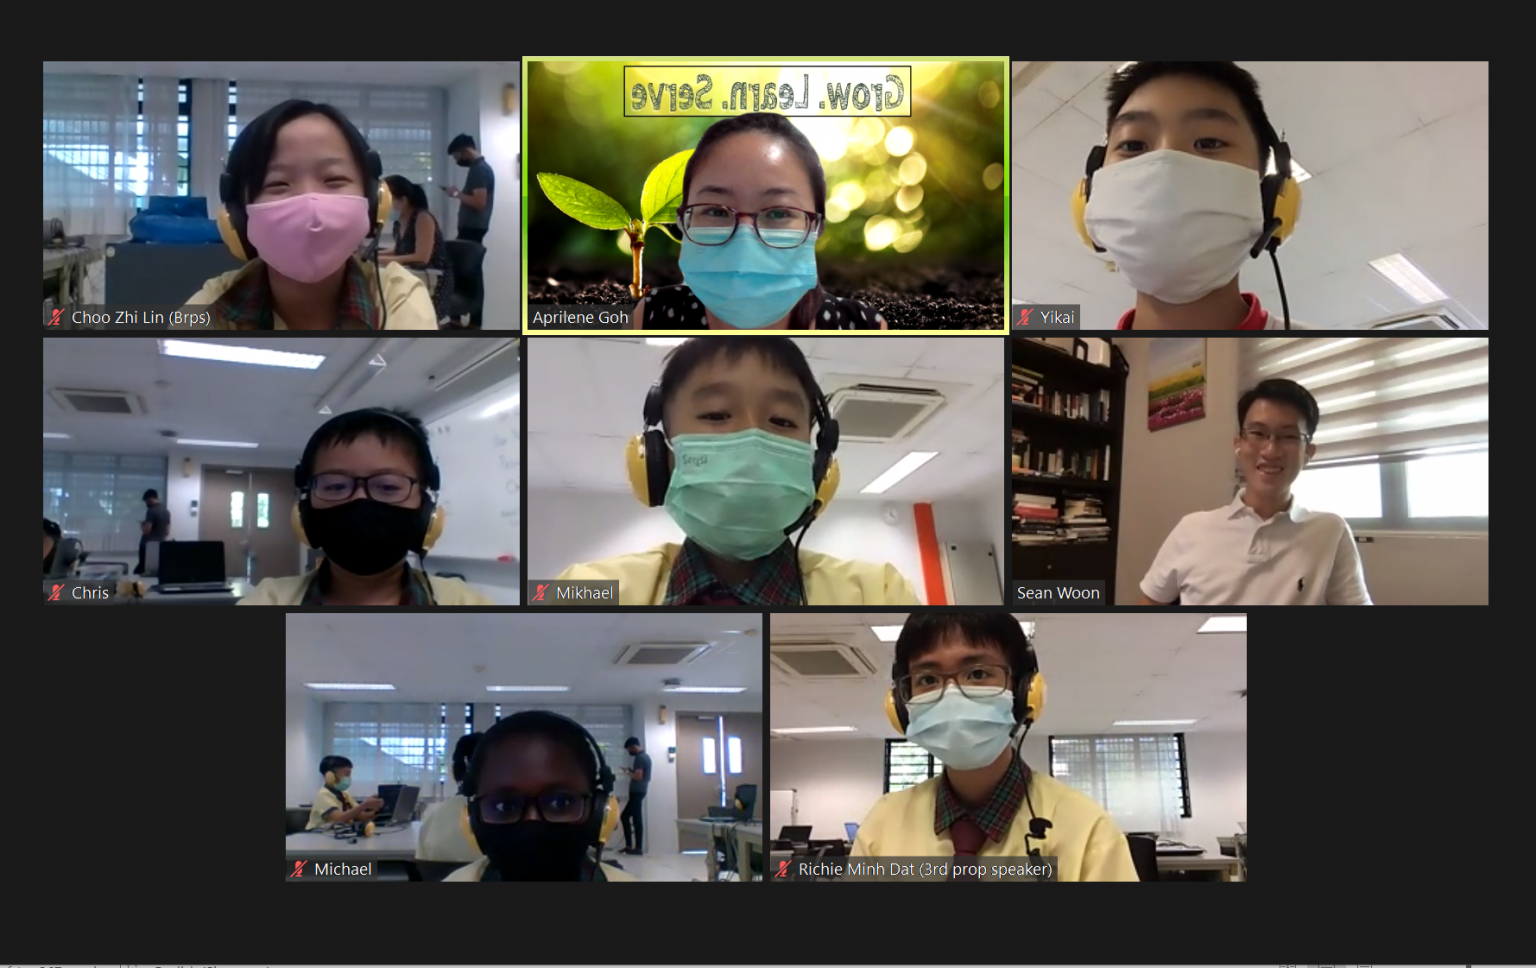 Grow. Learn. Serve
Choo Zhi Lin (Brps)
Aprilene Goh
Yikai
Chris
Mikhael
Sean Woon
Michael
Richie Minh Dat (3rd prop speaker)